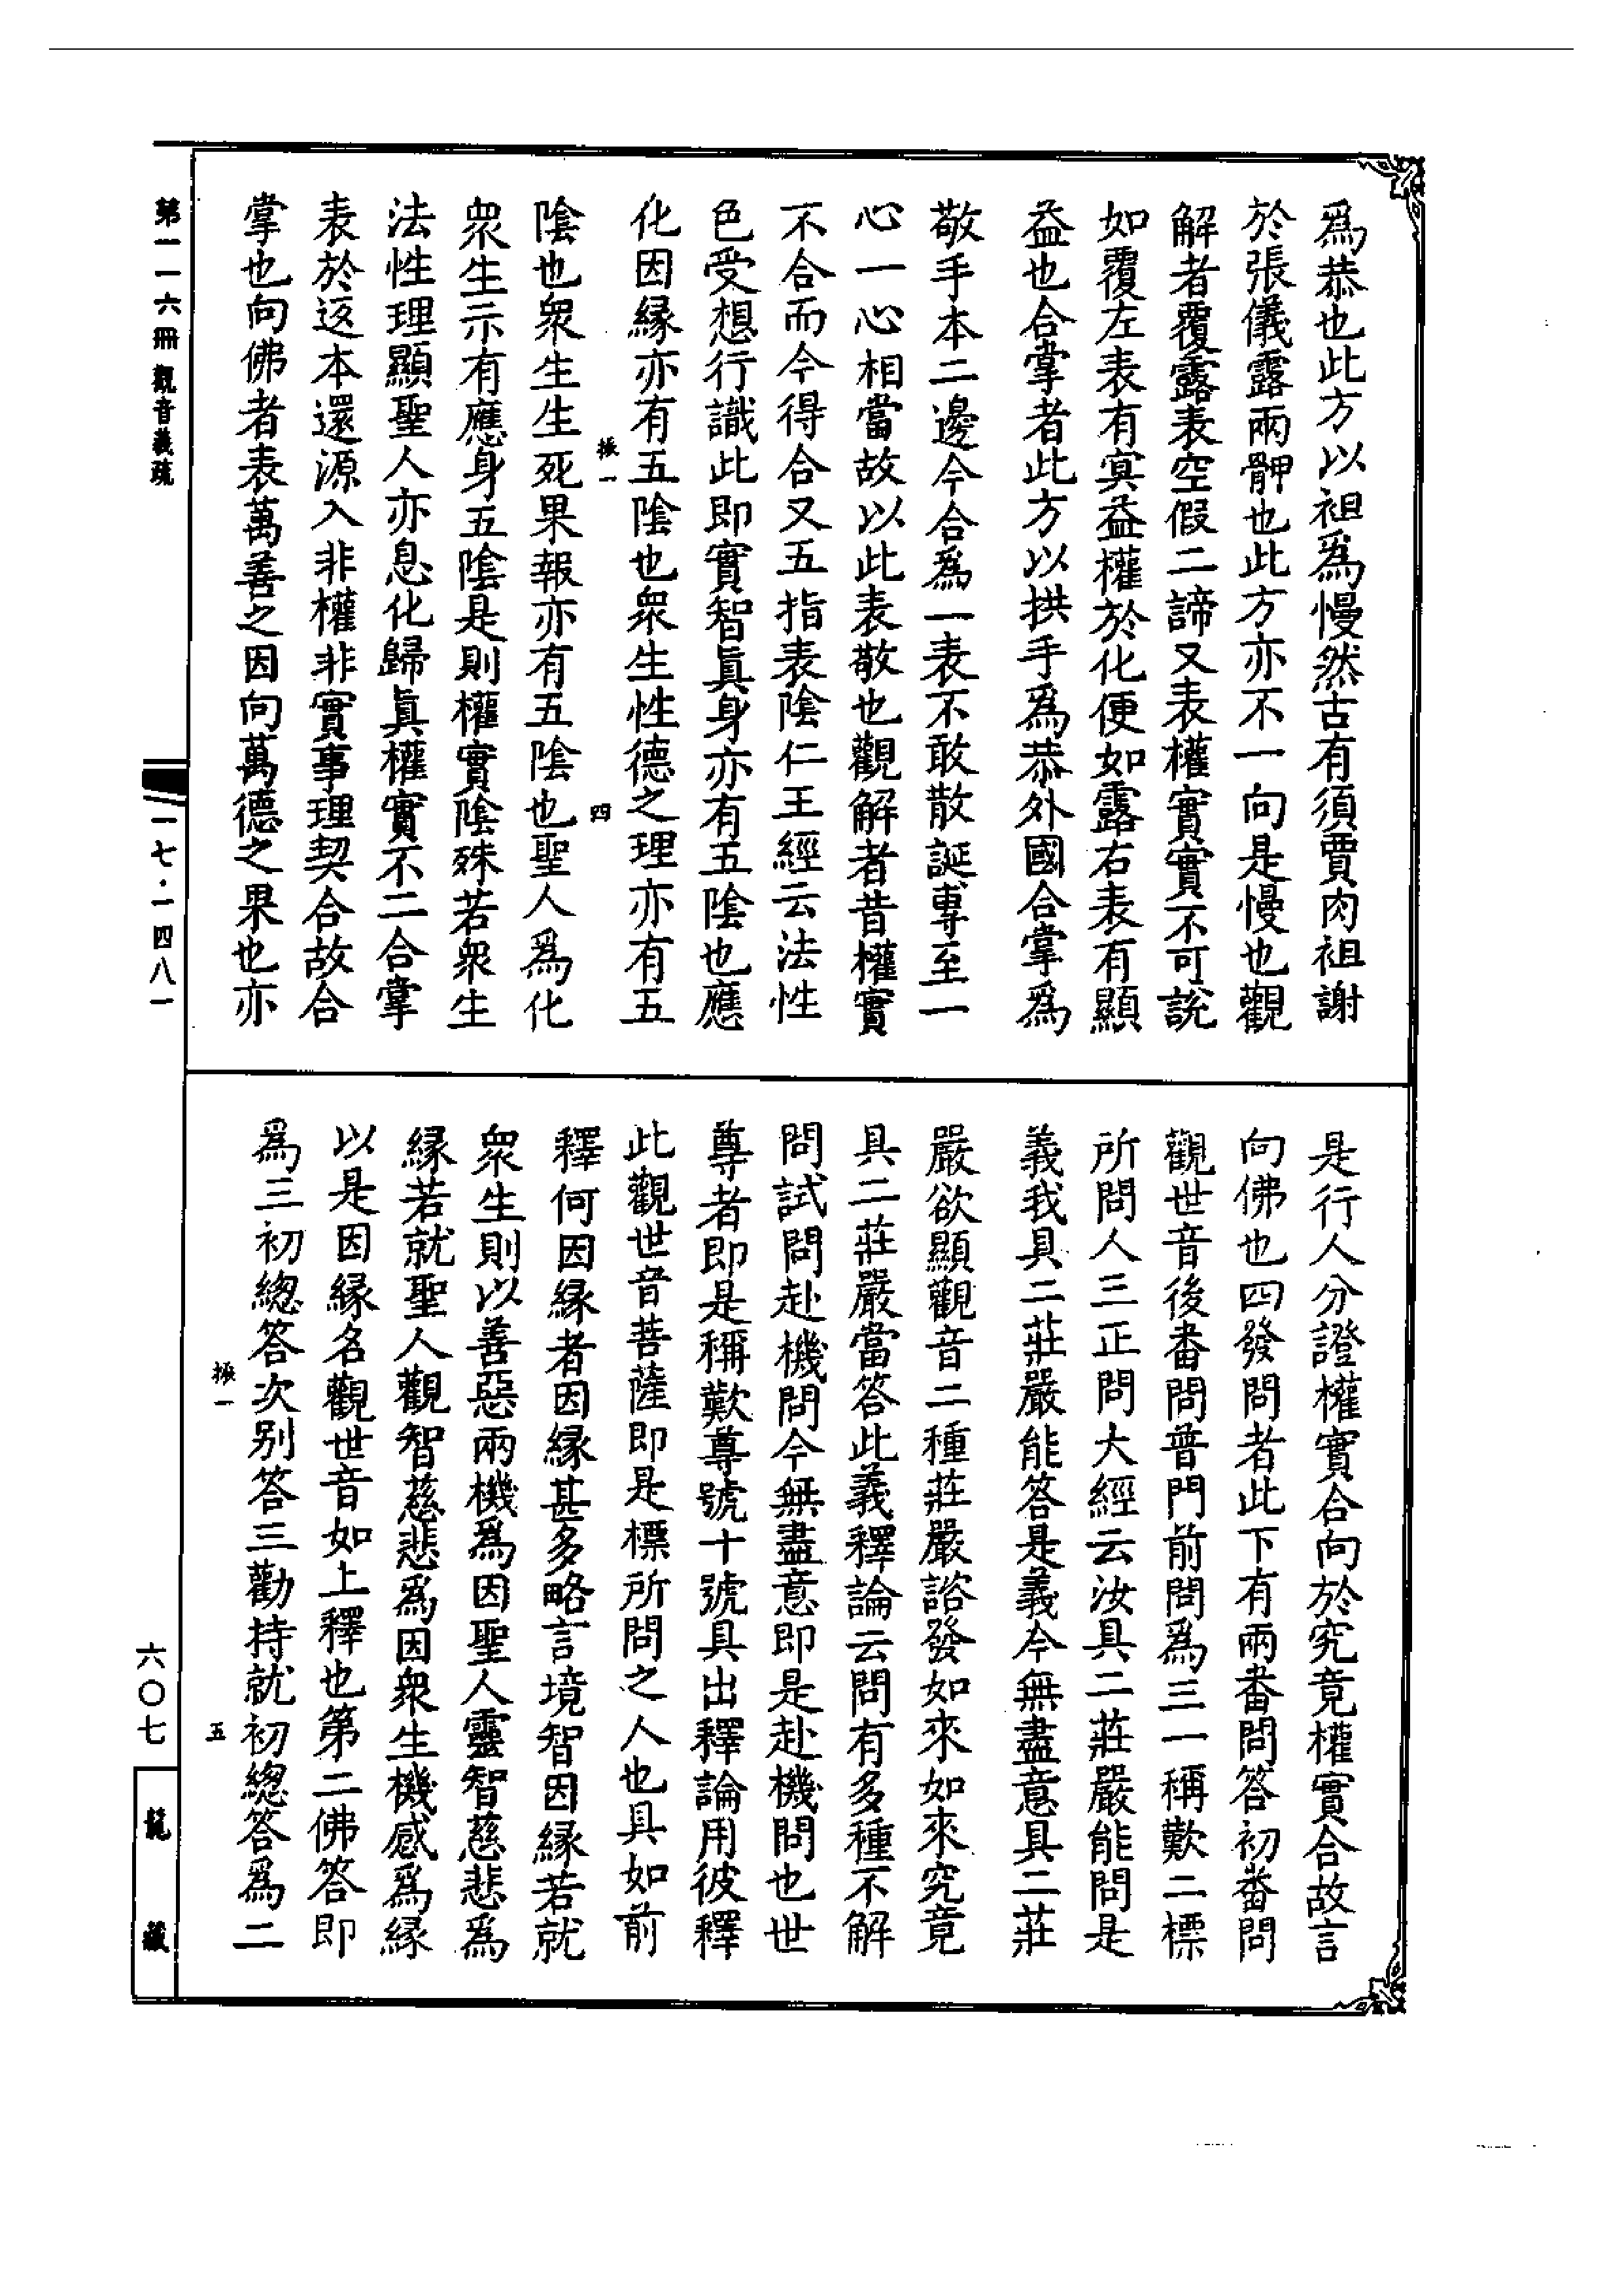 為恭也此方以袒為慢然古有須賈肉袒謝
於張儀露兩髀也此方亦不一向是慢也觀
解者覆露表空假二諦又表權實實不可說
如覆左表有冥益權於化便如露右表有顯
益也合掌者此方以拱手為恭外國合掌為
敬手本二邊今合為一表不敢散誕專至一
心一心相當故以此表敬也觀解者昔權實
不合而今得合又五指表陰仁王經云法性
色受想行識此即實智眞身亦有五陰也應
化因緣亦有五陰也衆生性德之理亦有五
振一 四
陰也衆生生死果報亦有五陰也聖人為化
衆生示有應身五陰是則權實陰殊若衆生
法性理顯聖人亦息化歸眞權實不二合掌
表於返本還源入非權非實事理契合故合
掌也向佛者表萬善之因向萬德之果也亦
第一一六冊 觀音義疏
一七·一四八一
是行人分證權實合向於究竟權實合故言
向佛也四發問者此下有兩番問答初番問
觀世音後番問普門前問為三一稱歎二標
所問人三正問大經云汝具二莊嚴能問是
義我具二莊嚴能答是義今無盡意具二莊
嚴欲顯觀音二種莊嚴諮發如來如來究竟
具二莊嚴當答此義釋論云問有多種不解
問試問赴機問今無盡意即是赴機問也世
尊者即是稱歎尊號十號具出釋論用彼釋
此觀世音菩薩即是標所問之人也具如前
釋何因緣者因緣甚多略言境智因緣若就
衆生則以善惡兩機為因聖人靈智慈悲為
緣若就聖人觀智慈悲為因衆生機感為緣
以是因緣名觀世音如上釋也第二佛答即
為三初總答次別答三勸持就初總答為二
振一 五
六〇七
龍藏